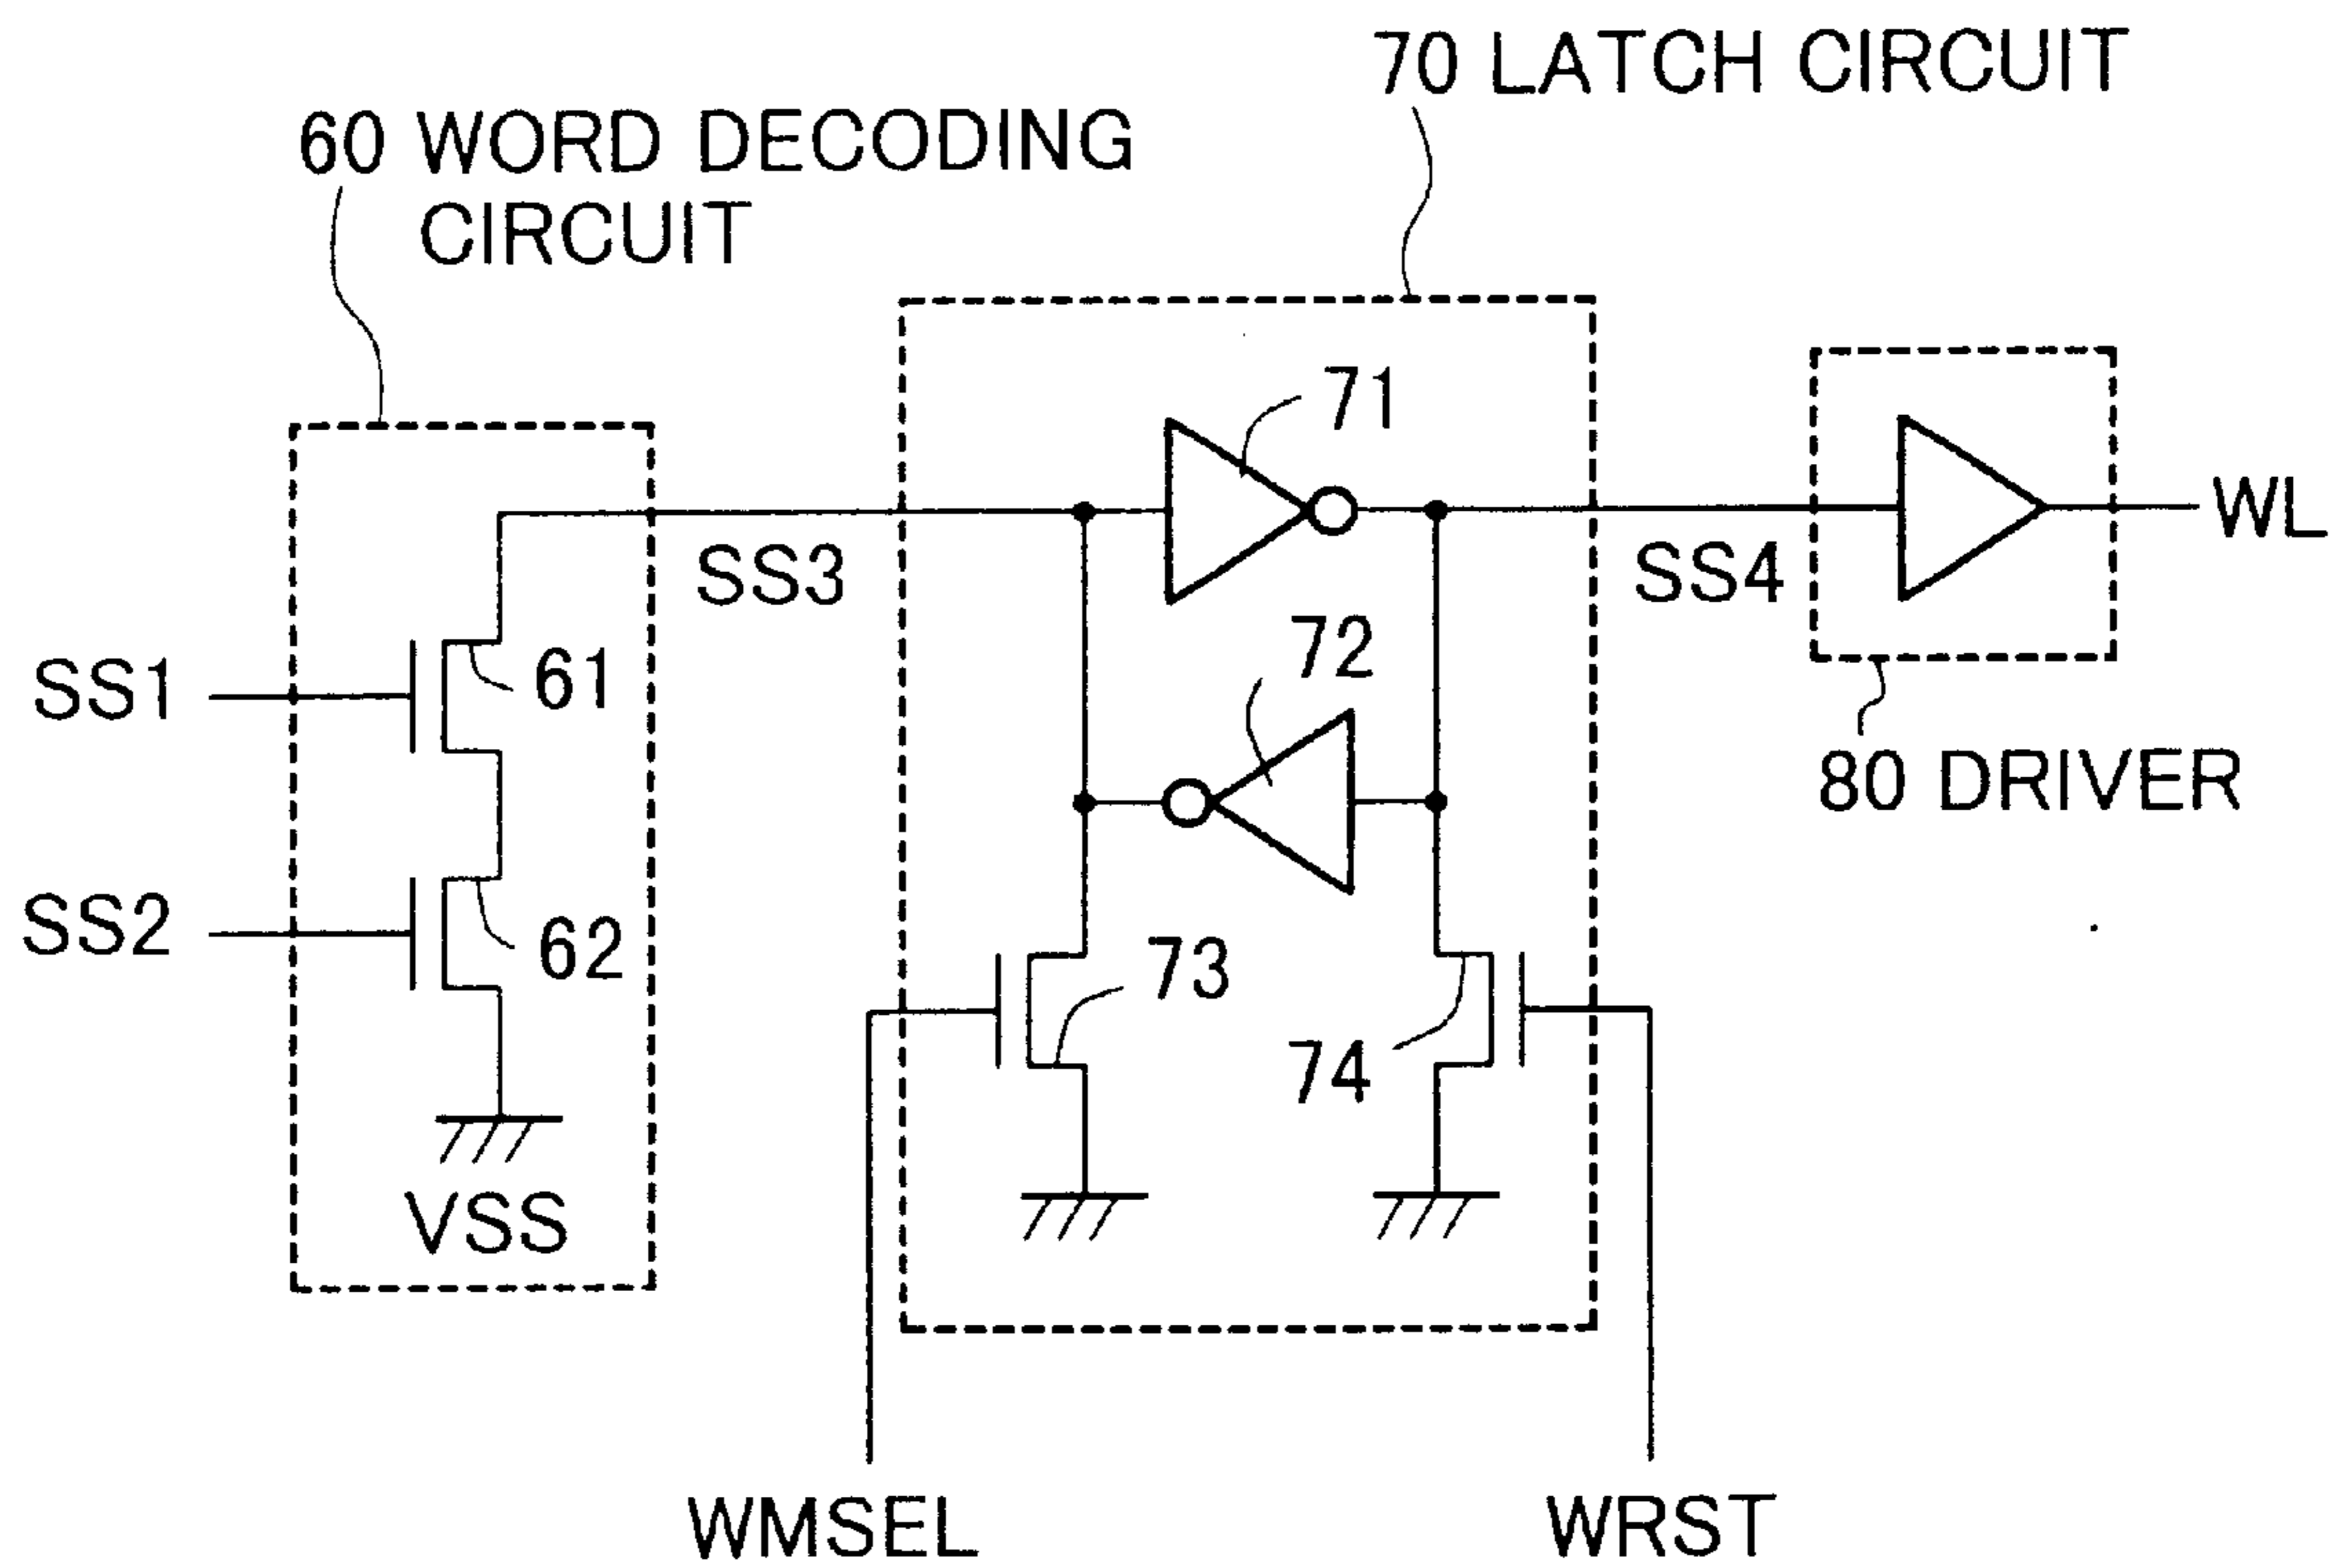 70 LATCH CIRCUIT
60 WORD DECODING
CIRCUIT
71
WL
SS3
SS4
72
SS1
61
80 DRIVER
SS2
62
73
74
VSS
WMSEL
WRST